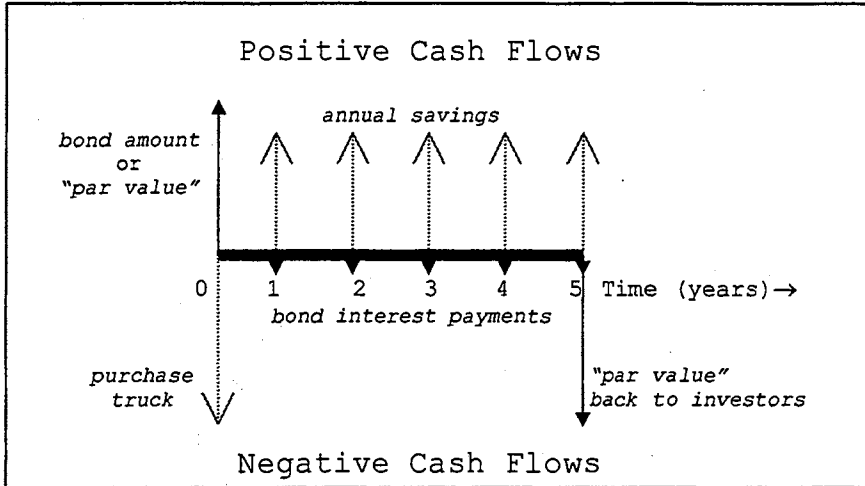 Positive Cash Flows
annual savings
bond amount
or
"par value"
0 1 2 3 4 5 Time (years)→
bond interest payments
purchase
truck
"par value"
back to investors
Negative Cash Flows